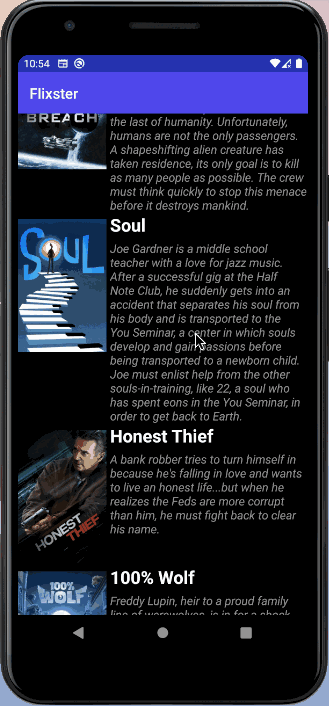 10:54
Flixster
BREACH
the last of humanity. Unfortunately,
humans are not the only passengers.
A shapeshifting alien creature has
taken residence, its only goal is to kill
as many people as possible. The crew
must think quickly to stop this menace
before it destroys mankind.
SOUL
Soul
Joe Gardner is a middle school
teacher with a love for jazz music.
After a successful gig at the Half
Note Club, he suddenly gets into an
accident that separates his soul from
his body and is transported to the
You Seminar, a center in which souls
develop and gain passions before
being transported to a newborn child.
Joe must enlist help from the other
souls-in-training, like 22, a soul who
has spent eons in the You Seminar, in
order to get back to Earth.
HONEST
THIEF
Honest Thief
A bank robber tries to turn himself in
because he's falling in love and wants
to live an honest life...but when he
realizes the Feds are more corrupt
than him, he must fight back to clear
his name.
100%
WOLF
100% Wolf
Freddy Lupin, heir to a proud family
line of werewolves, is in for a shock